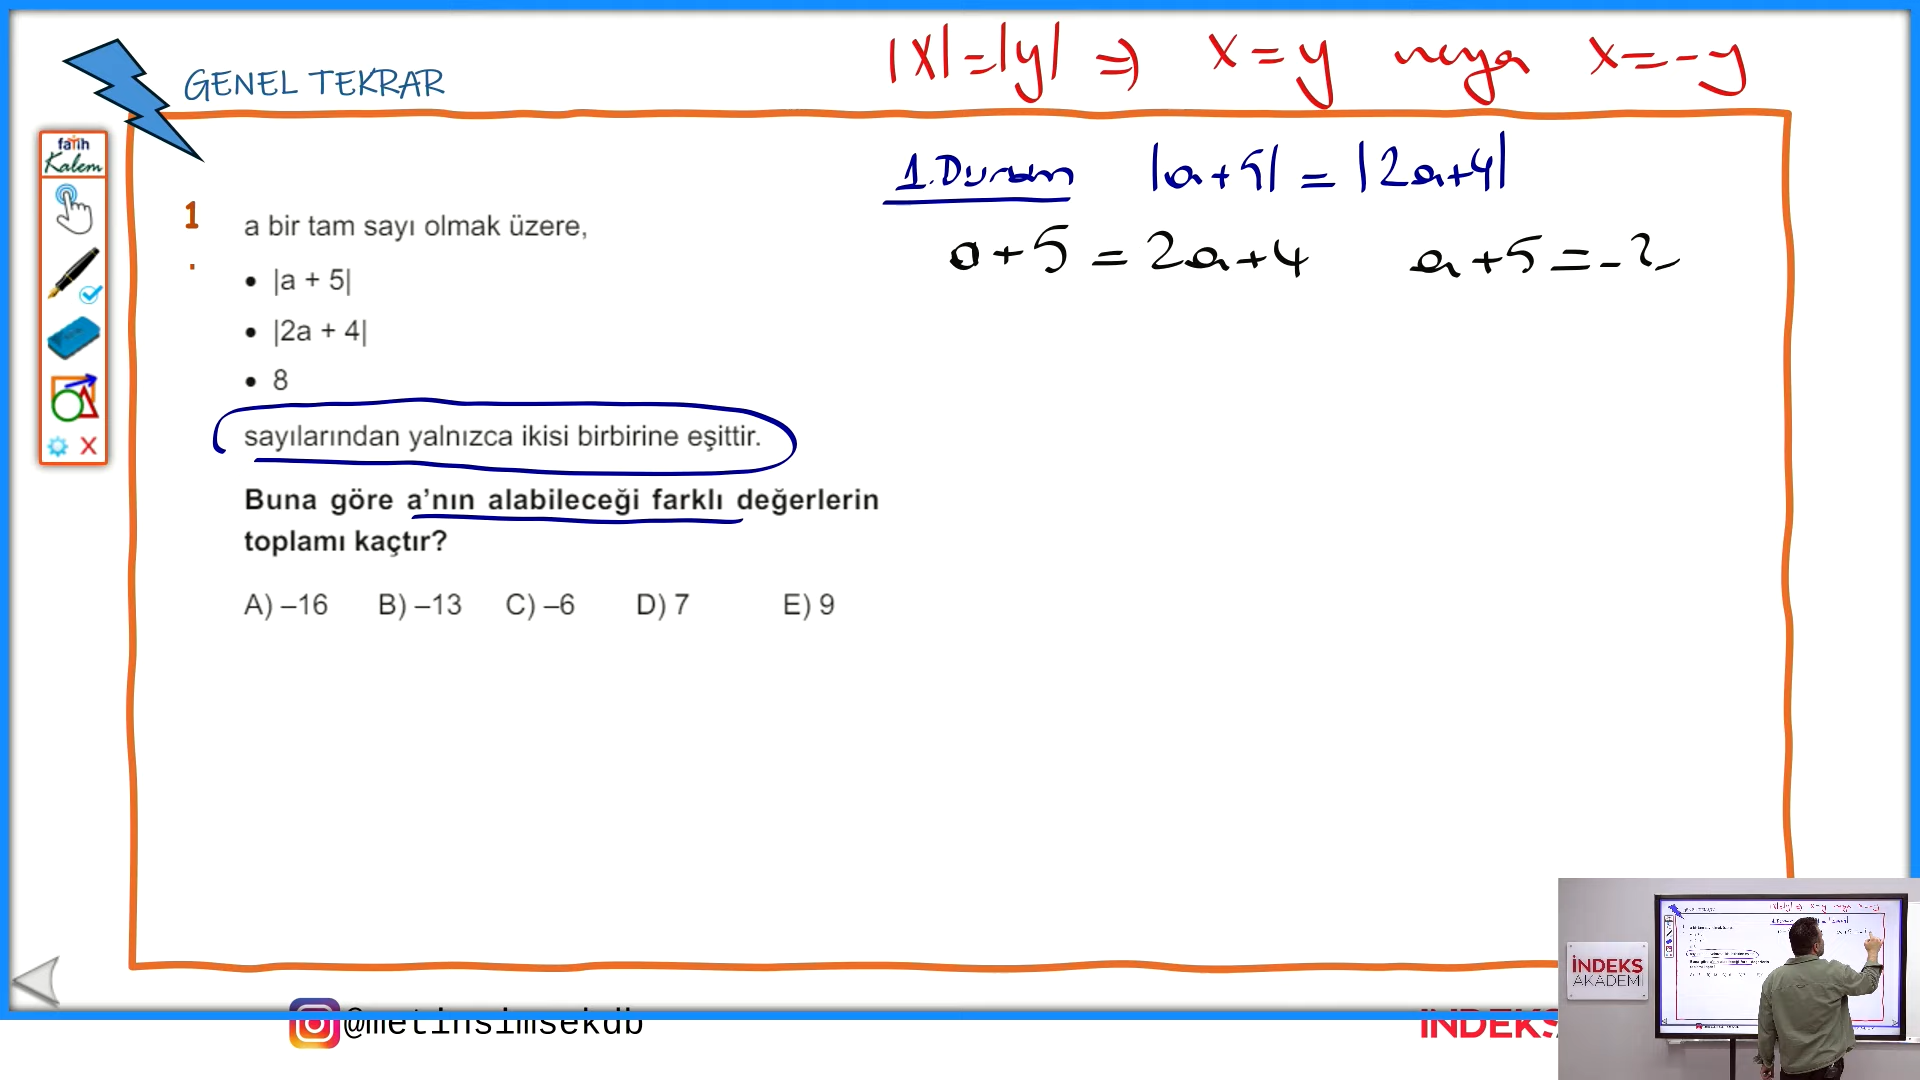 GENEL TEKRAR
|x|=|y| ⇒ x=y veya x=-y
fatih
Kalem
1
.
a bir tam sayı olmak üzere,
• |a + 5|
• |2a + 4|
• 8
sayılarından yalnızca ikisi birbirine eşittir.
Buna göre a’nın alabileceği farklı değerlerin
toplamı kaçtır?
A) –16 B) –13 C) –6 D) 7 E) 9
1.Durum |a+5| = |2a+4|
a+5 = 2a+4 a+5=-2
İNDEKS
AKADEMİ
@metinsimsekdb
İNDEKS